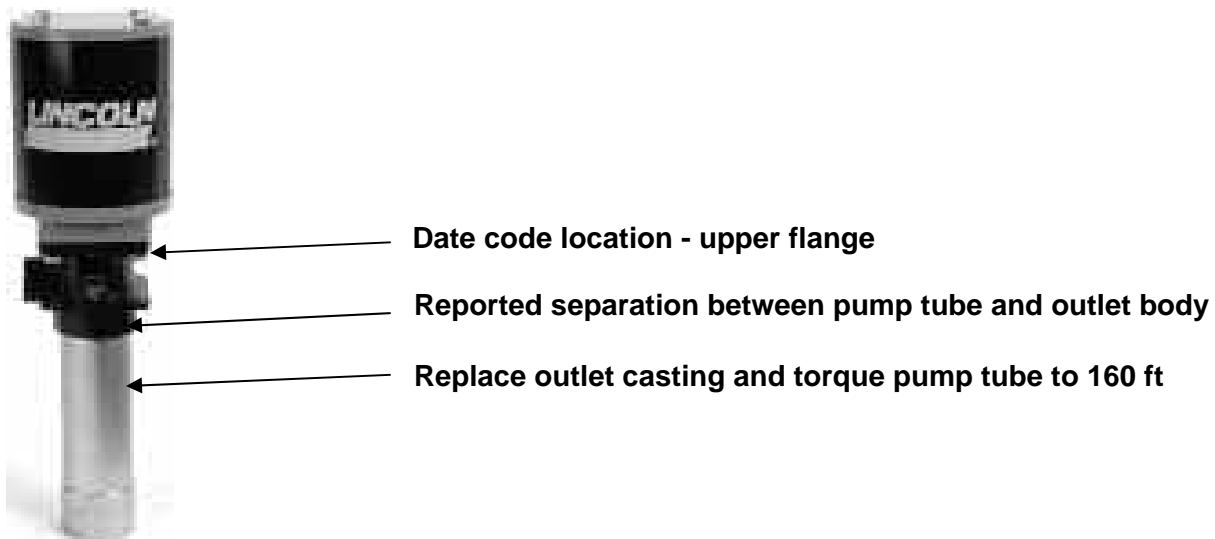 LINCOLN
Date code location - upper flange
Reported separation between pump tube and outlet body
Replace outlet casting and torque pump tube to 160 ft